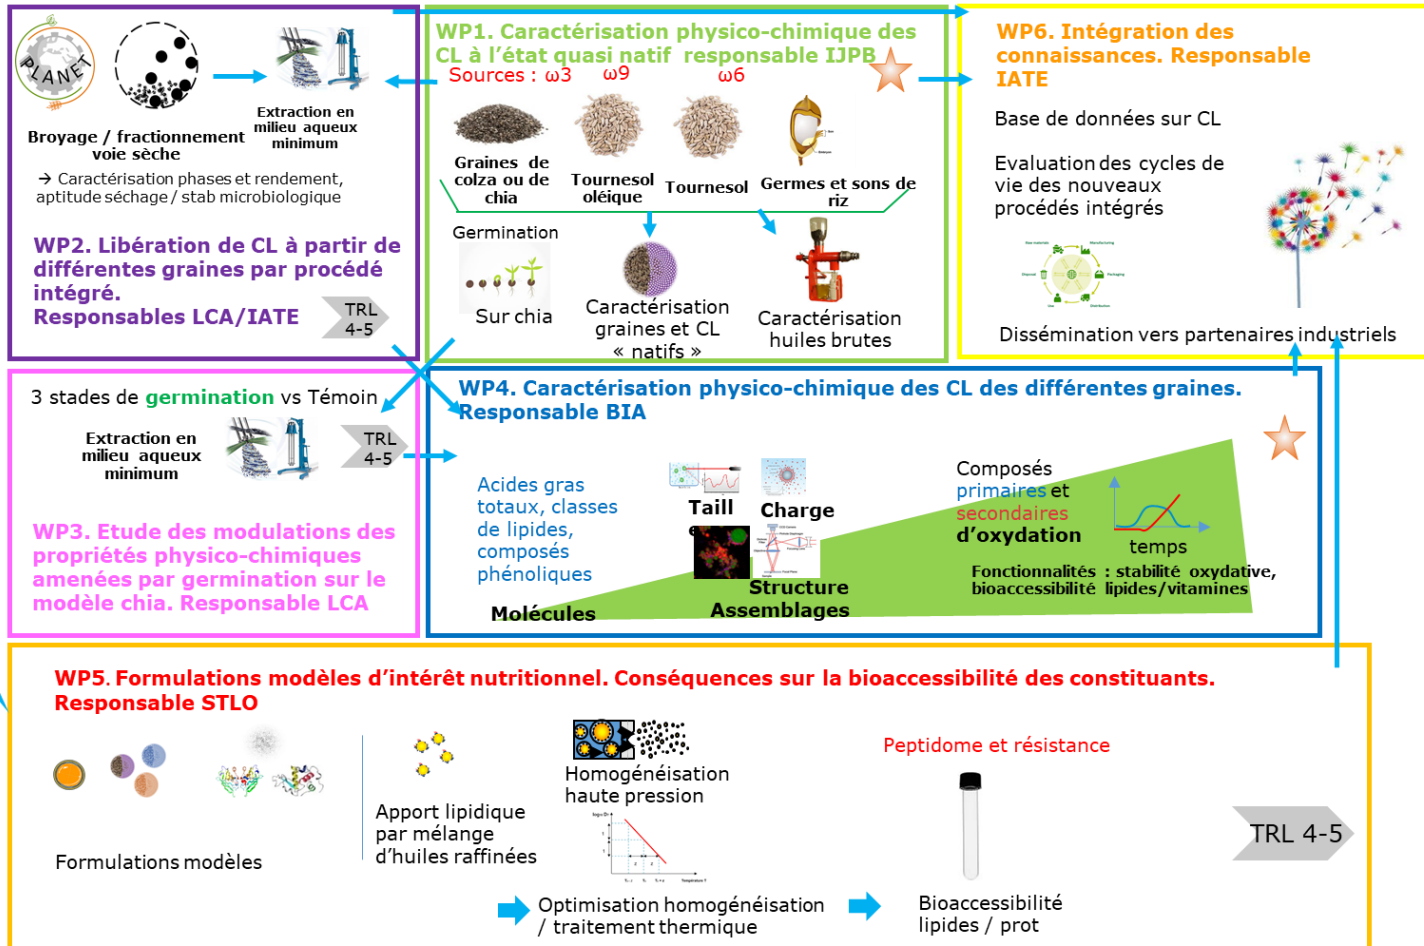 PLANET
Broyage / fractionnement
voie sèche
Extraction en
milieu aqueux
minimum
→ Caractérisation phases et rendement,
aptitude séchage / stab microbiologique
WP2. Libération de CL à partir de
différentes graines par procédé
intégré.
Responsables LCA/IATE
TRL
4-5
WP1. Caractérisation physico-chimique des
CL à l’état quasi natif responsable IJPB
Sources : ω3
ω9
ω6
Graines de
colza ou de
chia
Tournesol
oléique
Tournesol
Germes et sons de
riz
Germination
Sur chia
Caractérisation
graines et CL
« natifs »
Caractérisation
huiles brutes
WP6. Intégration des
connaissances. Responsable
IATE
Base de données sur CL
Evaluation des cycles de
vie des nouveaux
procédés intégrés
Raw materials
Manufacturing
Packaging
Distribution
Use
Disposal
Dissémination vers partenaires industriels
3 stades de germination vs Témoin
Extraction en
milieu aqueux
minimum
TRL
4-5
WP3. Etude des modulations des
propriétés physico-chimiques
amenées par germination sur le
modèle chia. Responsable LCA
WP4. Caractérisation physico-chimique des CL des différentes graines.
Responsable BIA
Acides gras
totaux, classes
de lipides,
composés
phénoliques
Molécules
Taill
e
Charge
Structure
Assemblages
Composés
primaires et
secondaires
d’oxydation
temps
Fonctionnalités : stabilité oxydative,
bioaccessibilité lipides/vitamines
WP5. Formulations modèles d’intérêt nutritionnel. Conséquences sur la bioaccessibilité des constituants.
Responsable STLO
Formulations modèles
Apport lipidique
par mélange
d’huiles raffinées
Homogénéisation
haute pression
Température T
Optimisation homogénéisation
/ traitement thermique
Peptidome et résistance
Bioaccessibilité
lipides / prot
TRL 4-5